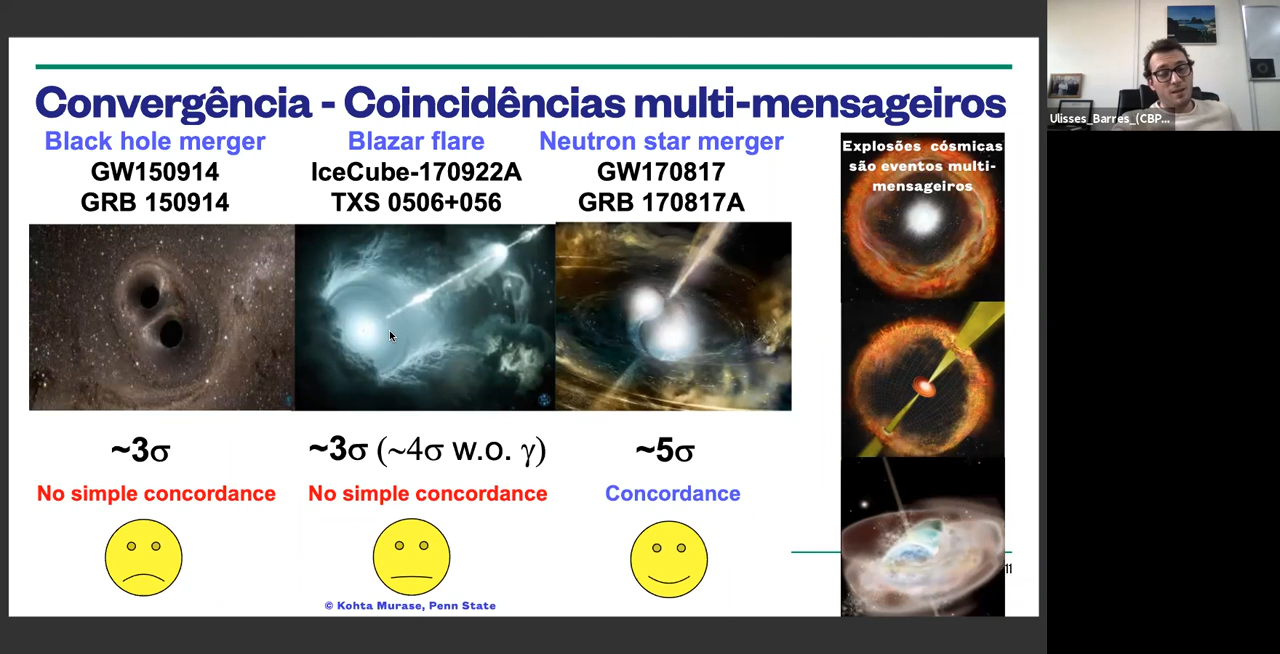 Convergência - Coincidências multi-mensageiros
Black hole merger
GW150914
GRB 150914
Blazar flare
IceCube-170922A
TXS 0506+056
Neutron star merger
GW170817
GRB 170817A
Explosões cósmicas
são eventos multi-
mensageiros
~3σ
~3σ (~4σ w.o. γ)
~5σ
No simple concordance
No simple concordance
Concordance
© Kohta Murase, Penn State
11
Ulisses_Barres_(CBP...